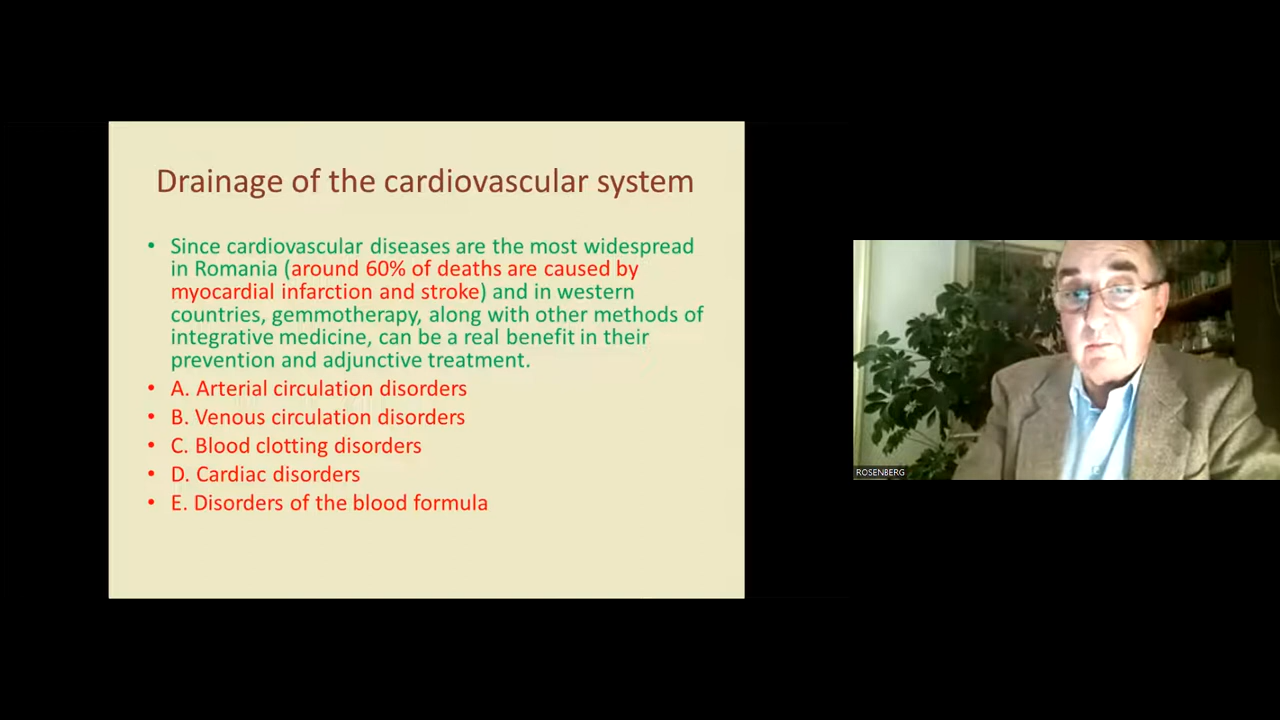 Drainage of the cardiovascular system
• Since cardiovascular diseases are the most widespread
in Romania (around 60% of deaths are caused by
myocardial infarction and stroke) and in western
countries, gemmotherapy, along with other methods of
integrative medicine, can be a real benefit in their
prevention and adjunctive treatment.
• A. Arterial circulation disorders
• B. Venous circulation disorders
• C. Blood clotting disorders
• D. Cardiac disorders
• E. Disorders of the blood formula
ROSENBERG